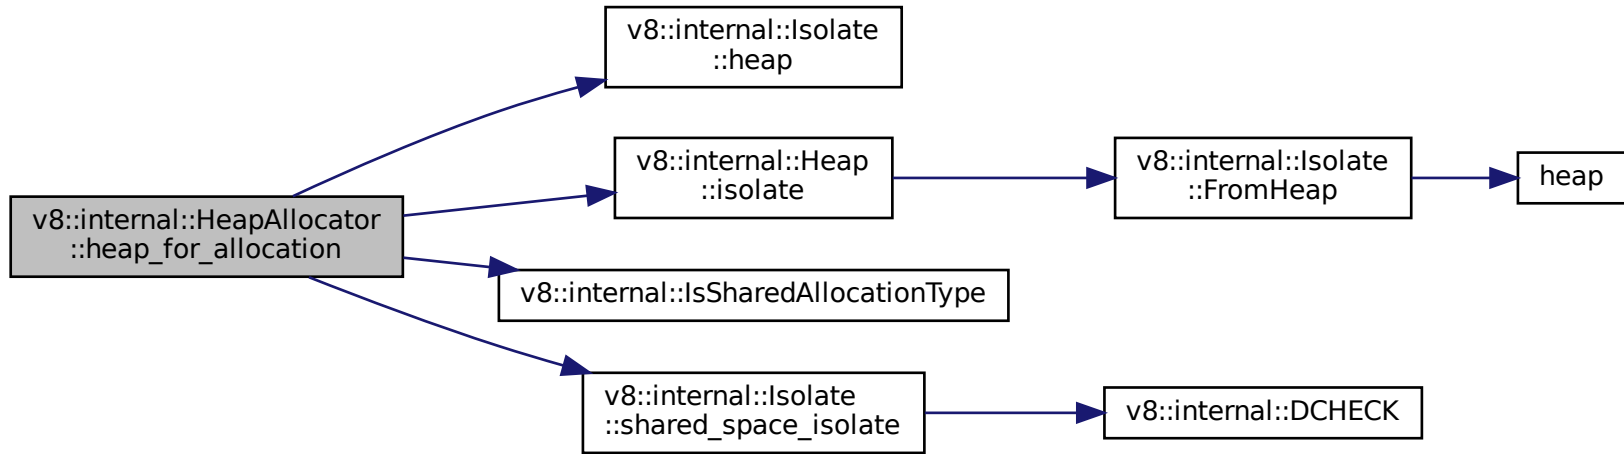 v8::internal::HeapAllocator
::heap_for_allocation
v8::internal::Isolate
::heap
v8::internal::Heap
::isolate
v8::internal::Isolate
::FromHeap
heap
v8::internal::IsSharedAllocationType
v8::internal::Isolate
::shared_space_isolate
v8::internal::DCHECK